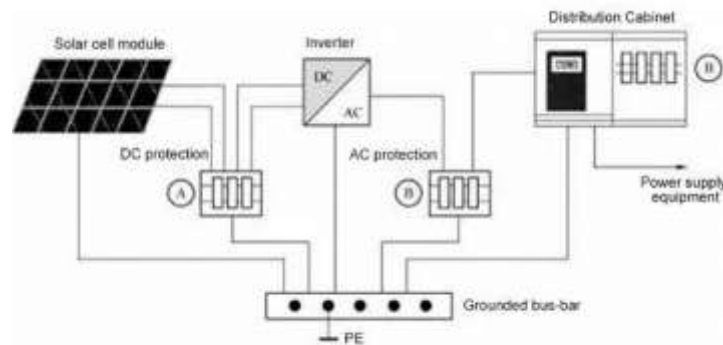 Distribution Cabinet
Solar cell module
Inverter
DC
AC
B
DC protection
AC protection
A
B
Power supply
equipment
Grounded bus-bar
PE